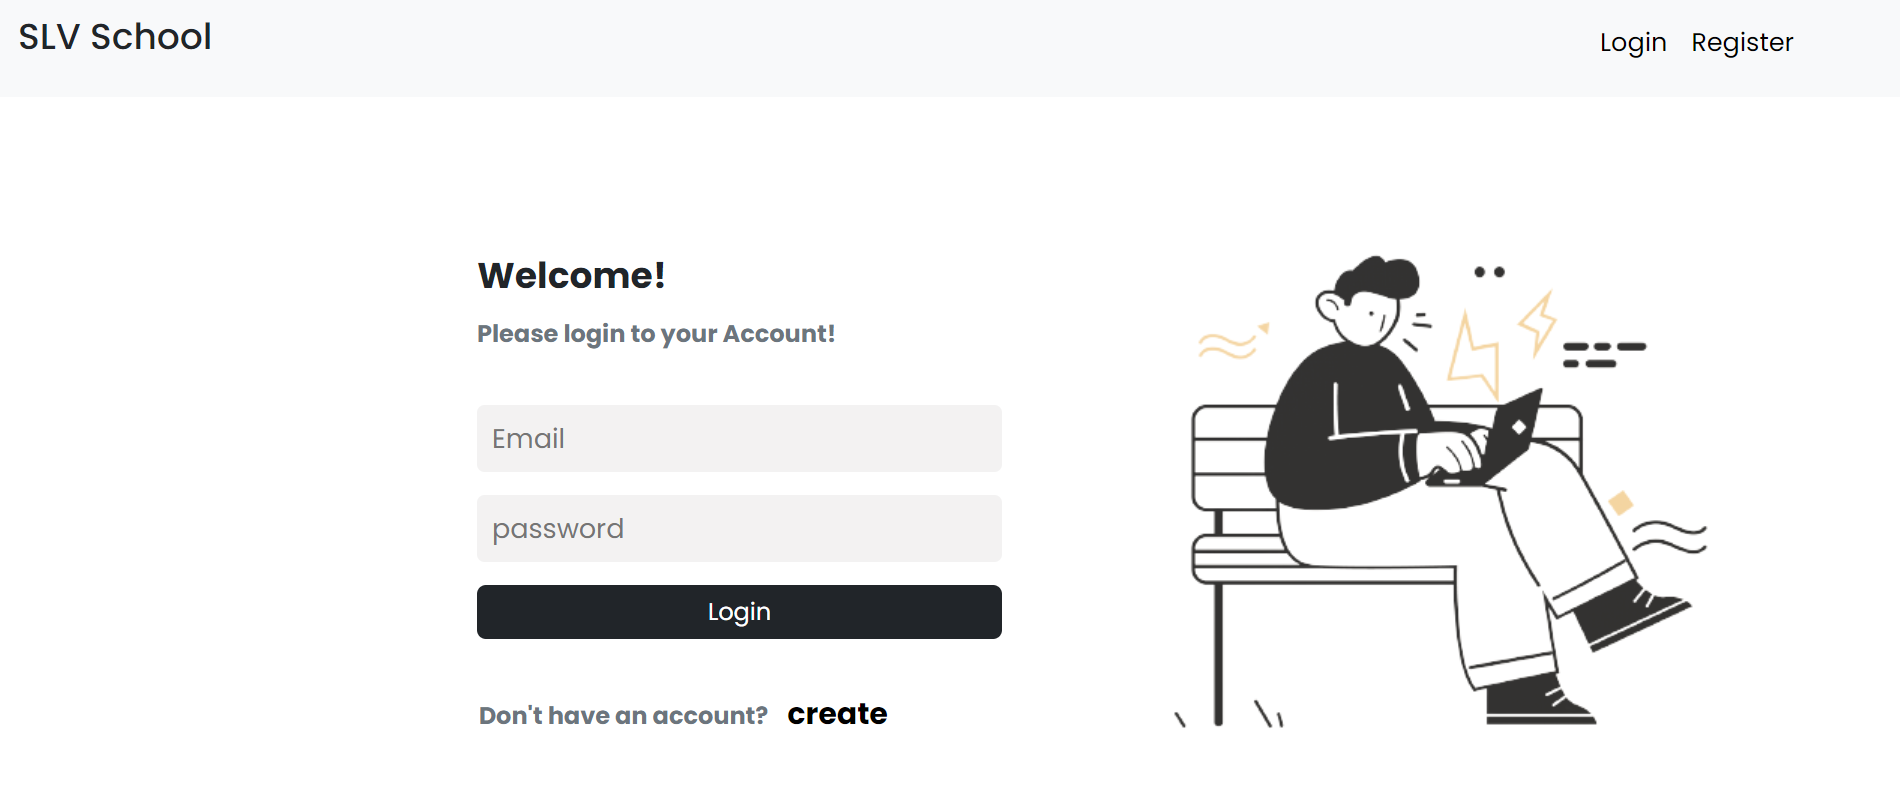 SLV School
Login Register
Welcome!
Please login to your Account!
Email
password
Login
Don't have an account? create